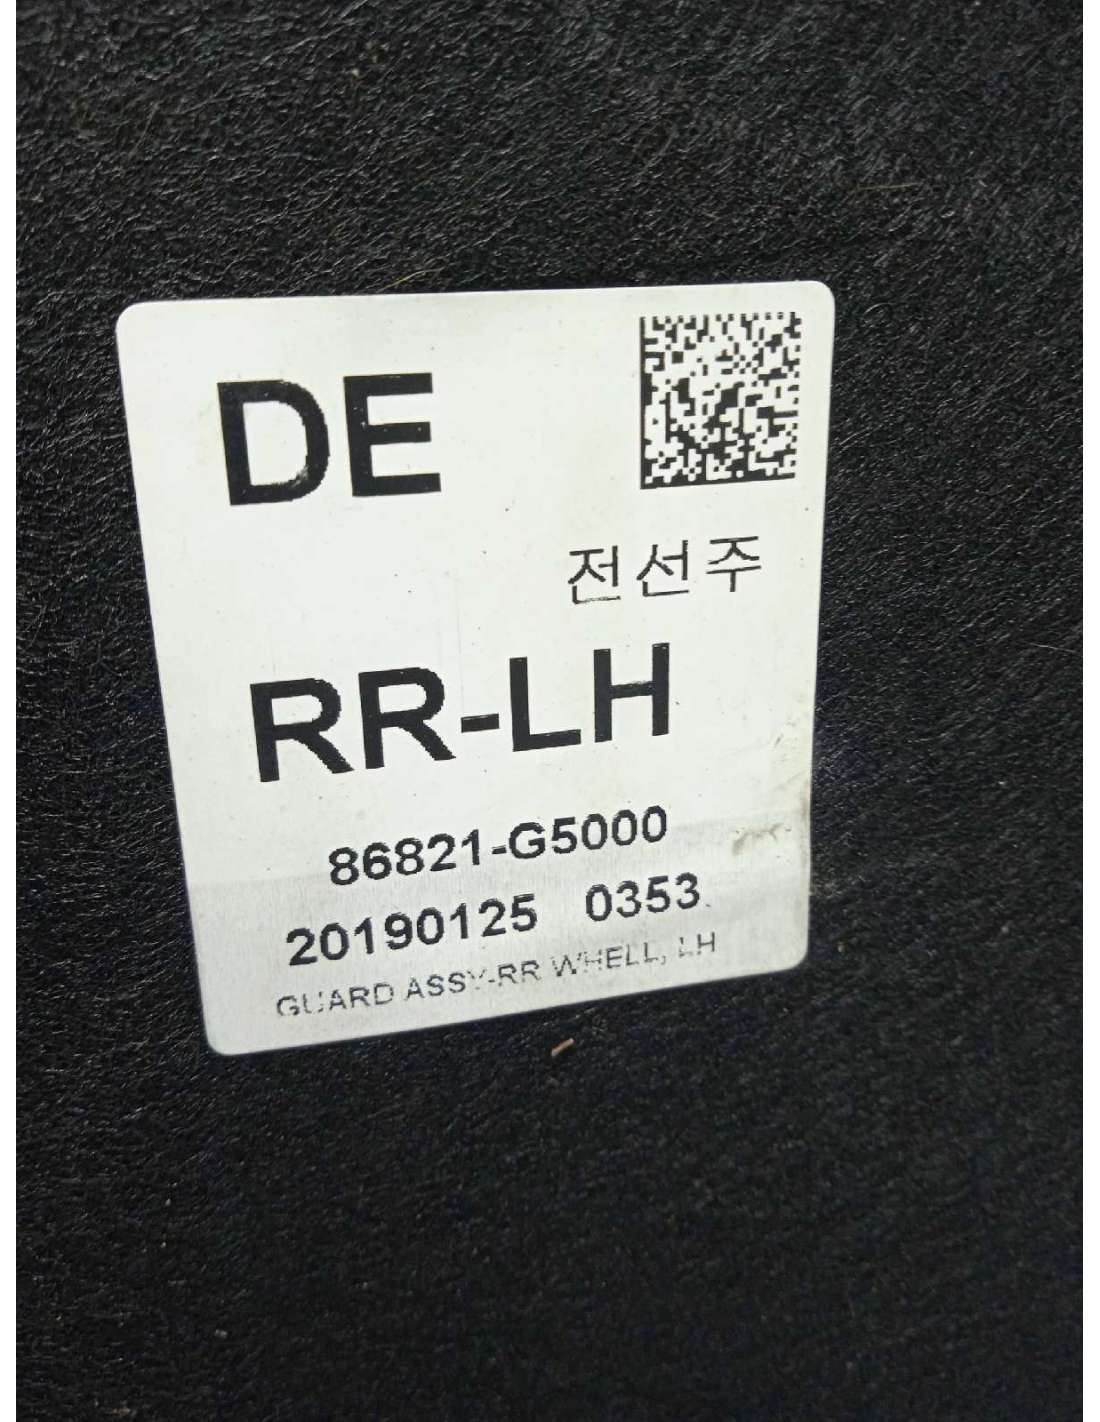 DE
전선주
RR-LH
86821-G5000
20190125 0353
GUARD ASSY-RR WHELL, LH